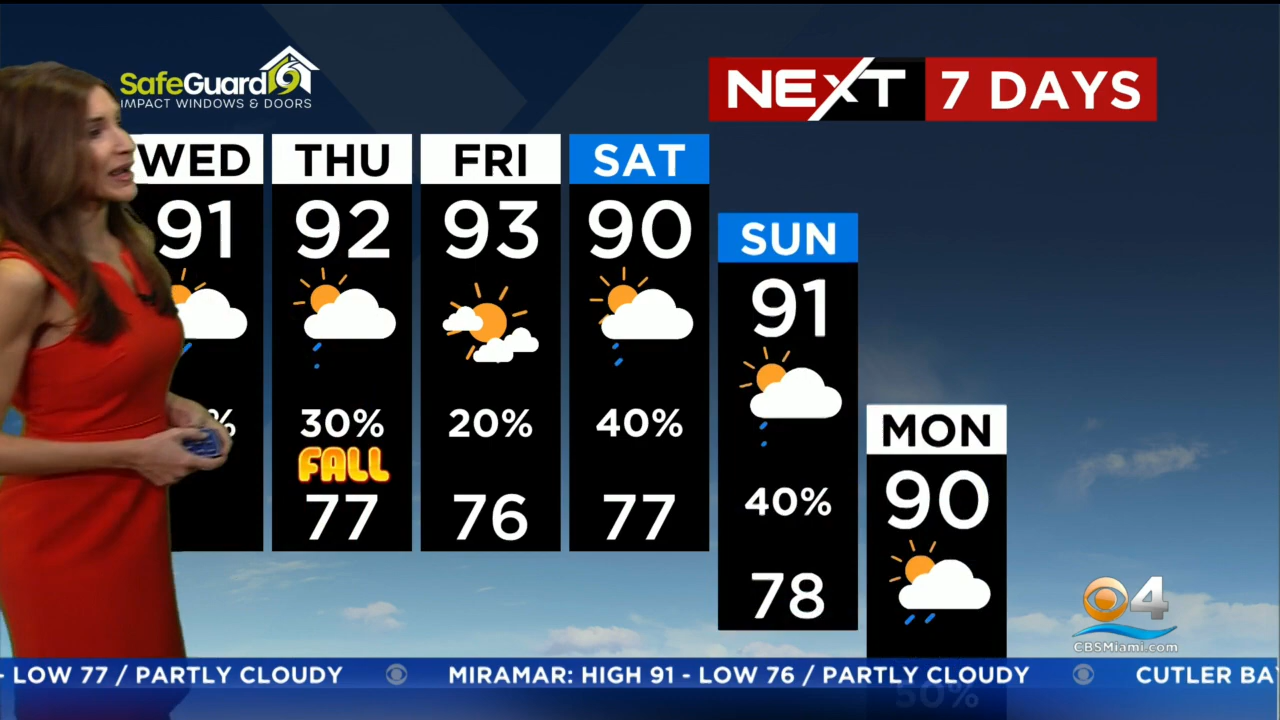 SafeGuard
IMPACT WINDOWS & DOORS
NEXT 7 DAYS
WED
91
%
THU
92
30%
FALL
77
FRI
93
20%
76
SAT
90
40%
77
SUN
91
40%
78
MON
90
50%
4
CBSMiami.com
- LOW 77 / PARTLY CLOUDY MIRAMAR: HIGH 91 - LOW 76 / PARTLY CLOUDY CUTLER BA